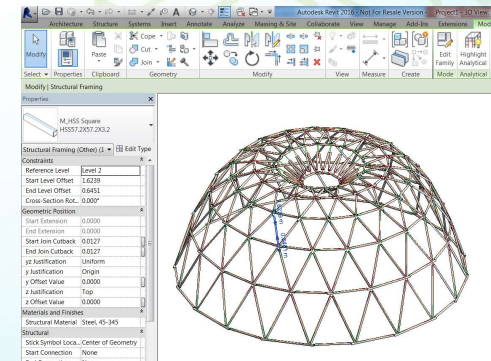 Autodesk Revit 2016 - Not For Resale Version - Project1 - 3D View
Architecture Structure Systems Insert Annotate Analyze Massing & Site Collaborate View Manage Add-Ins Extensions Mod
Modify
Paste
Cope
Cut
Join
Edit Family
Highlight Analytical
Select Properties Clipboard Geometry Modify View Measure Create Mode Analytical
Modify | Structural Framing
Properties
M_HSS Square
HSS57.2X57.2X3.2
Structural Framing (Other) (1 Edit Type
Constraints
Reference Level Level 2
Start Level Offset 1.6239
End Level Offset 0.6451
Cross-Section Rot... 0.000°
Geometric Position
Start Extension 0.0000
End Extension 0.0000
Start Join Cutback 0.0127
End Join Cutback 0.0127
yz Justification Uniform
y Justification Origin
y Offset Value 0.0000
z Justification Top
z Offset Value 0.0000
Materials and Finishes
Structural Material Steel, 45-345
Structural
Stick Symbol Loca... Center of Geometry
Start Connection None